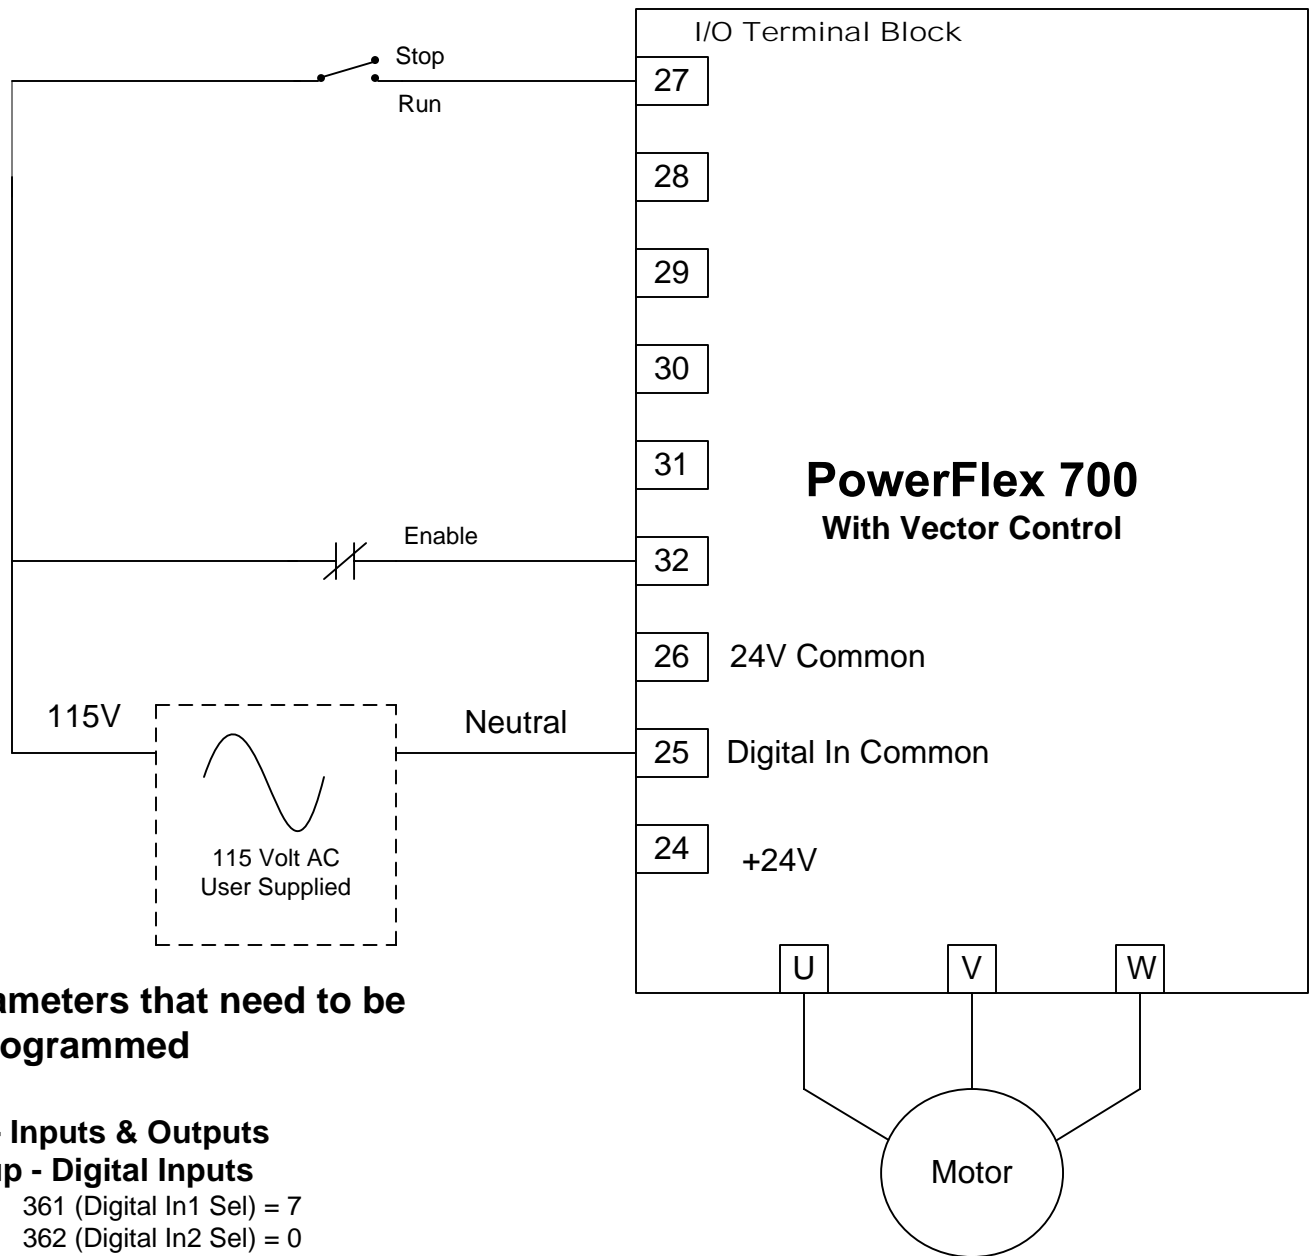 I/O Terminal Block
Stop
Run
27
28
29
30
31
PowerFlex 700
With Vector Control
Enable
32
26 24V Common
115V
Neutral
25 Digital In Common
115 Volt AC
User Supplied
24 +24V
U V W
Motor
ameters that need to be
ogrammed
- Inputs & Outputs
up - Digital Inputs
361 (Digital In1 Sel) = 7
362 (Digital In2 Sel) = 0